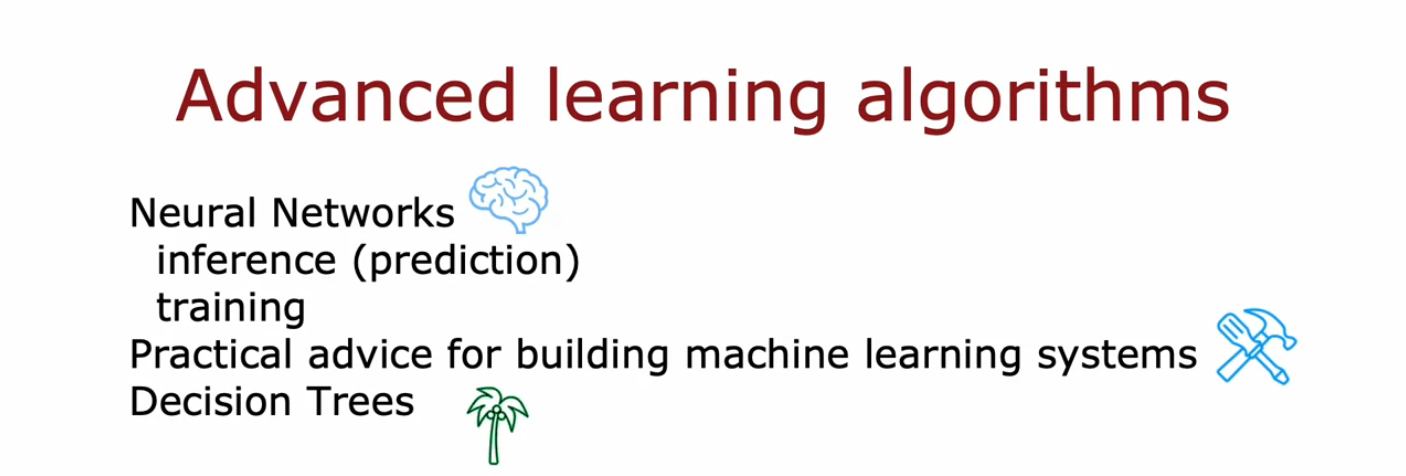 Advanced learning algorithms
Neural Networks
inference (prediction)
training
Practical advice for building machine learning systems
Decision Trees